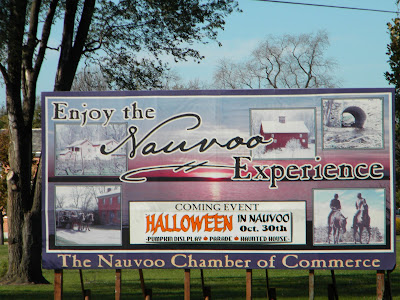 Enjoy the
Nauvoo
Experience
COMING EVENT
HALLOWEEN IN NAUVOO
Oct. 30th
PUMPKIN DISPLAY ★ PARADE ★ HAUNTED HOUSE
The Nauvoo Chamber of Commerce